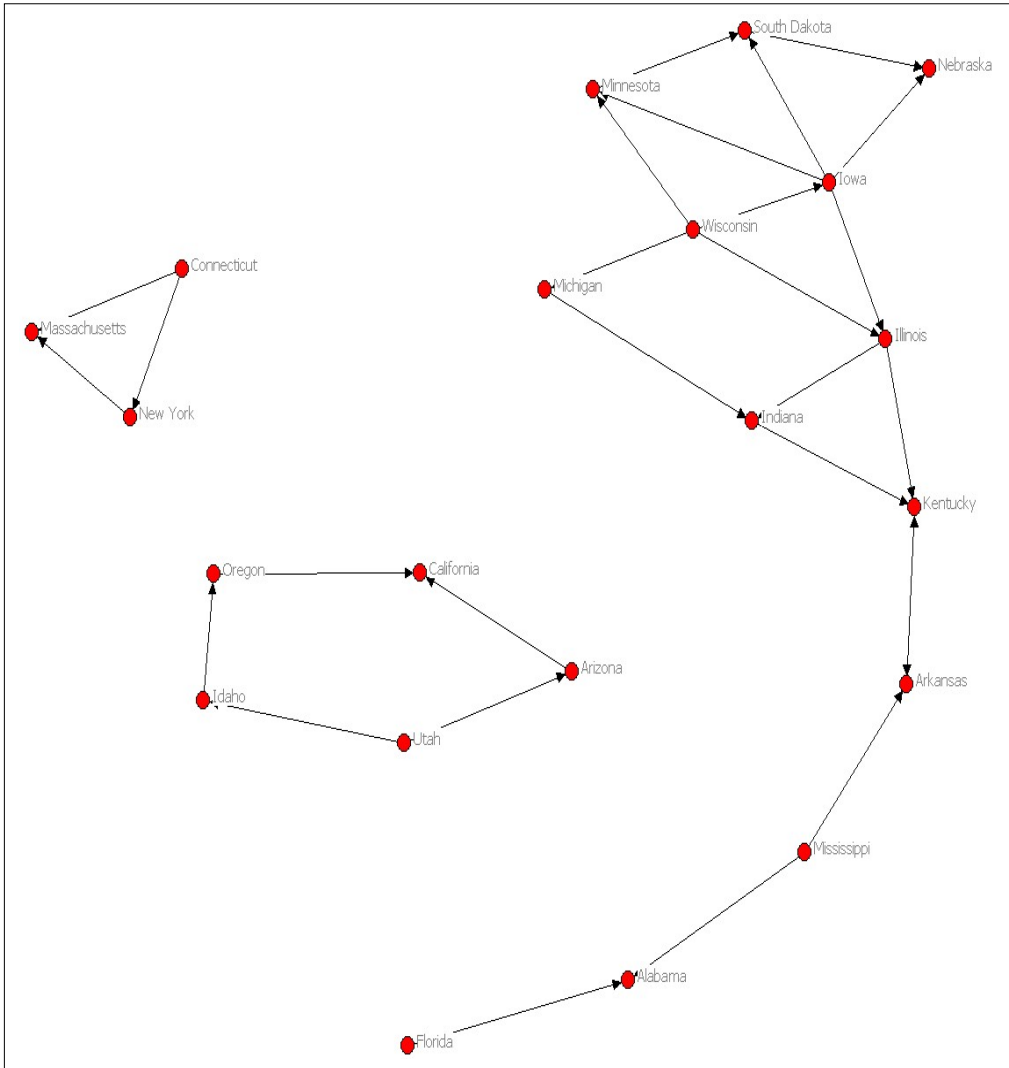 South Dakota
Nebraska
Minnesota
Iowa
Wisconsin
Connecticut
Michigan
Massachusetts
Illinois
New York
Indiana
Kentucky
Oregon
California
Arizona
Arkansas
Idaho
Utah
Mississippi
Alabama
Florida